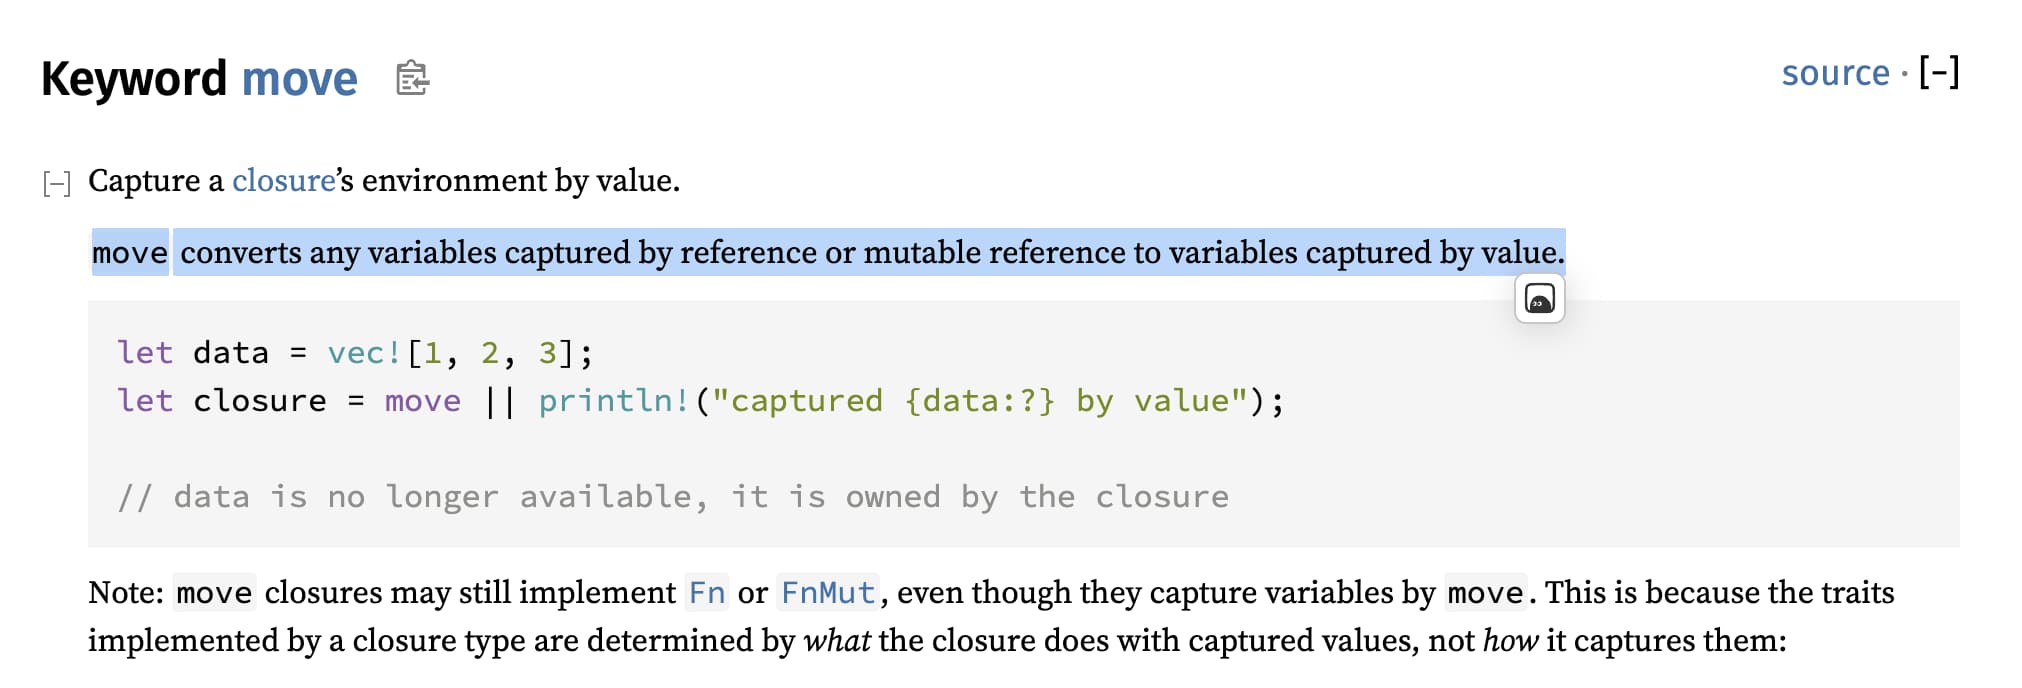 Keyword move
source · [−]
[−] Capture a closure’s environment by value.
move converts any variables captured by reference or mutable reference to variables captured by value.
let data = vec![1, 2, 3];
let closure = move || println!("captured {data:?} by value");
// data is no longer available, it is owned by the closure
Note: move closures may still implement Fn or FnMut, even though they capture variables by move. This is because the traits
implemented by a closure type are determined by what the closure does with captured values, not how it captures them: